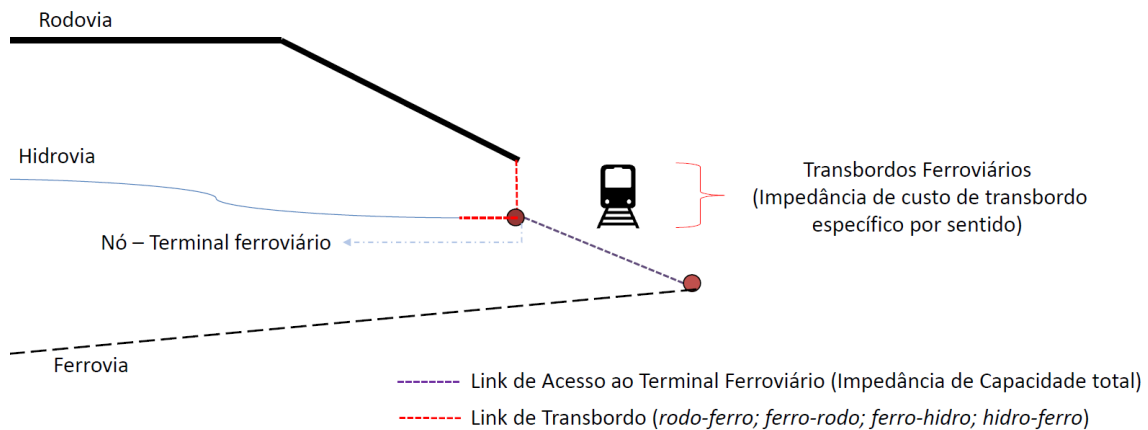 Rodovia
Hidrovia
Transbordos Ferroviários
(Impedância de custo de transbordo
específico por sentido)
Nó – Terminal ferroviário
Ferrovia
Link de Acesso ao Terminal Ferroviário (Impedância de Capacidade total)
Link de Transbordo (rodo-ferro; ferro-rodo; ferro-hidro; hidro-ferro)